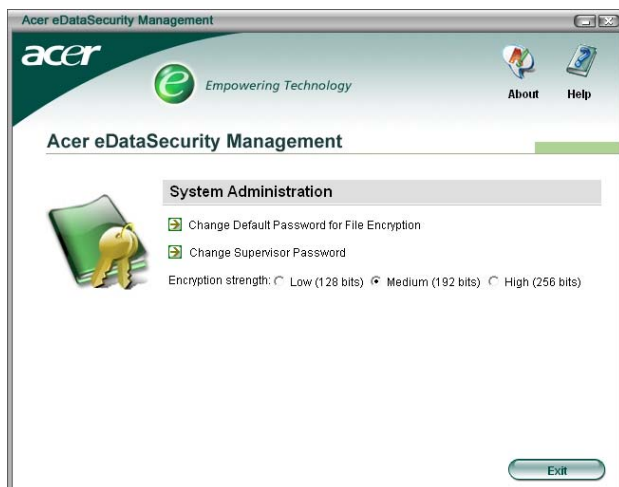 Acer eDataSecurity Management
acer
e Empowering Technology
About Help
Acer eDataSecurity Management
System Administration
Change Default Password for File Encryption
Change Supervisor Password
Encryption strength: Low (128 bits) Medium (192 bits) High (256 bits)
Exit